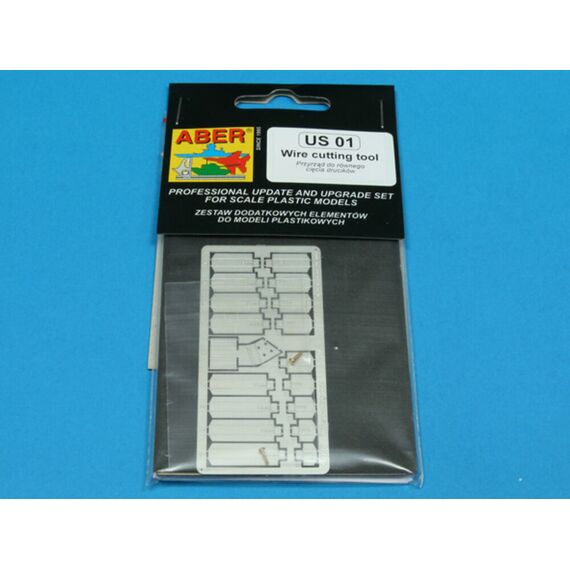 ABER®
SINCE 1995
US 01
Wire cutting tool
Przyrząd do równego
cięcia drucików
PROFESSIONAL UPDATE AND UPGRADE SET
FOR SCALE PLASTIC MODELS
ZESTAW DODATKOWYCH ELEMENTÓW
DO MODELI PLASTIKOWYCH